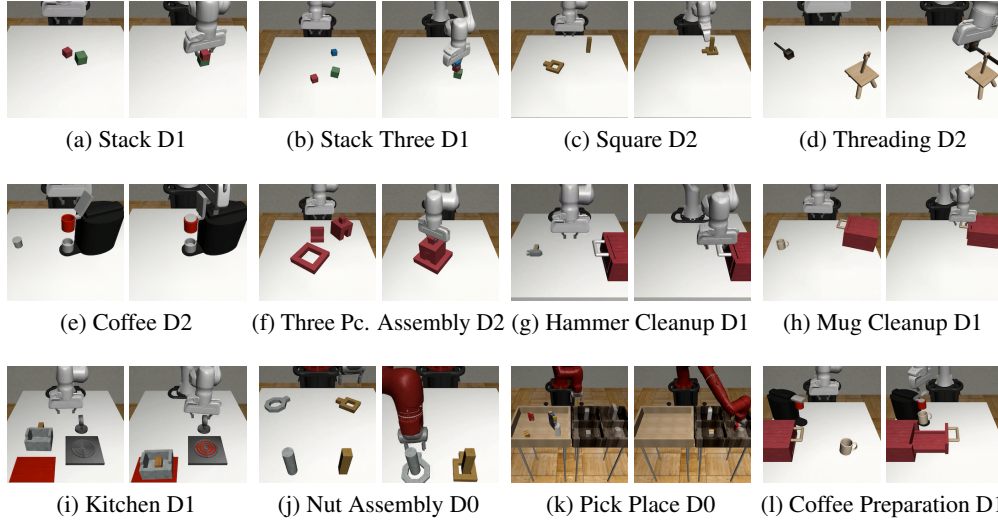 (a) Stack D1
(b) Stack Three D1
(c) Square D2
(d) Threading D2
(e) Coffee D2
(f) Three Pc. Assembly D2
(g) Hammer Cleanup D1
(h) Mug Cleanup D1
(i) Kitchen D1
(j) Nut Assembly D0
(k) Pick Place D0
(l) Coffee Preparation D1